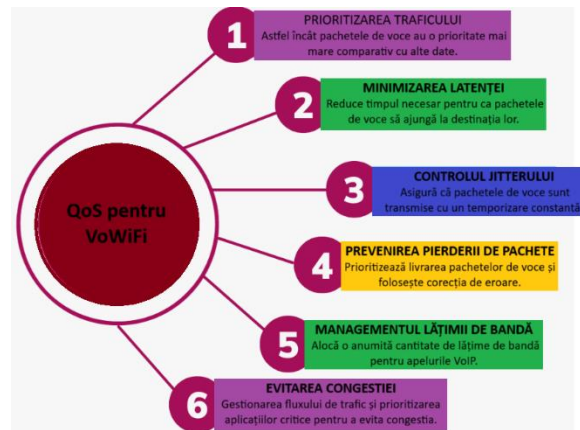 QoS pentru
VoWiFi
1
PRIORITIZAREA TRAFICULUI
Astfel încât pachetele de voce au o prioritate mai
mare comparativ cu alte date.
2
MINIMIZAREA LATENȚEI
Reduce timpul necesar pentru ca pachetele
de voce să ajungă la destinația lor.
3
CONTROLUL JITTERULUI
Asigură că pachetele de voce sunt
transmise cu un temporizare constantă.
4
PREVENIREA PIERDERII DE PACHETE
Prioritizează livrarea pachetelor de voce și
folosește corecția de eroare.
5
MANAGEMENTUL LĂȚIMII DE BANDĂ
Alocă o anumită cantitate de lățime de bandă
pentru apelurile VoIP.
6
EVITAREA CONGESTIEI
Gestionarea fluxului de trafic și prioritizarea
aplicațiilor critice pentru a evita congestia.